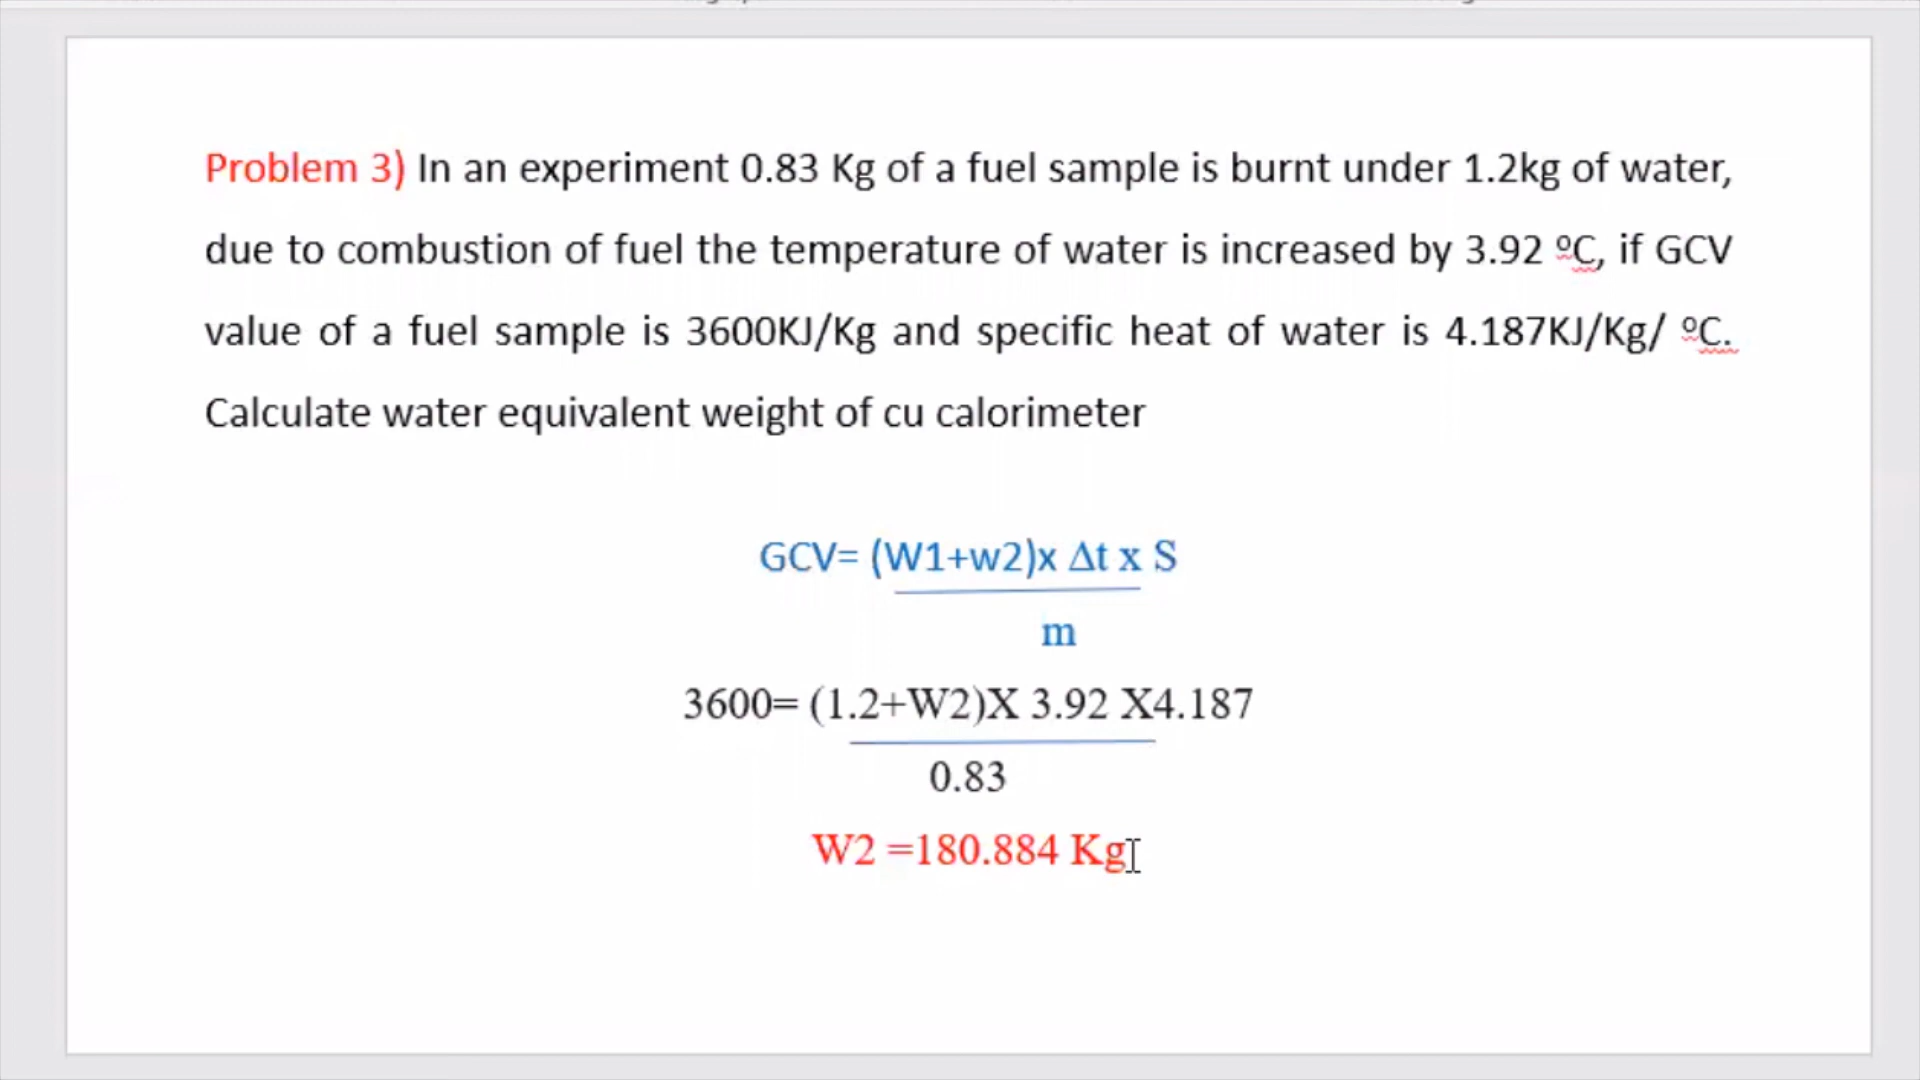 Problem 3) In an experiment 0.83 Kg of a fuel sample is burnt under 1.2kg of water,
due to combustion of fuel the temperature of water is increased by 3.92 ºC, if GCV
value of a fuel sample is 3600KJ/Kg and specific heat of water is 4.187KJ/Kg/ ºC.
Calculate water equivalent weight of cu calorimeter
GCV= (W1+w2)x Δt x S
m
3600= (1.2+W2)X 3.92 X4.187
0.83
W2 =180.884 Kg